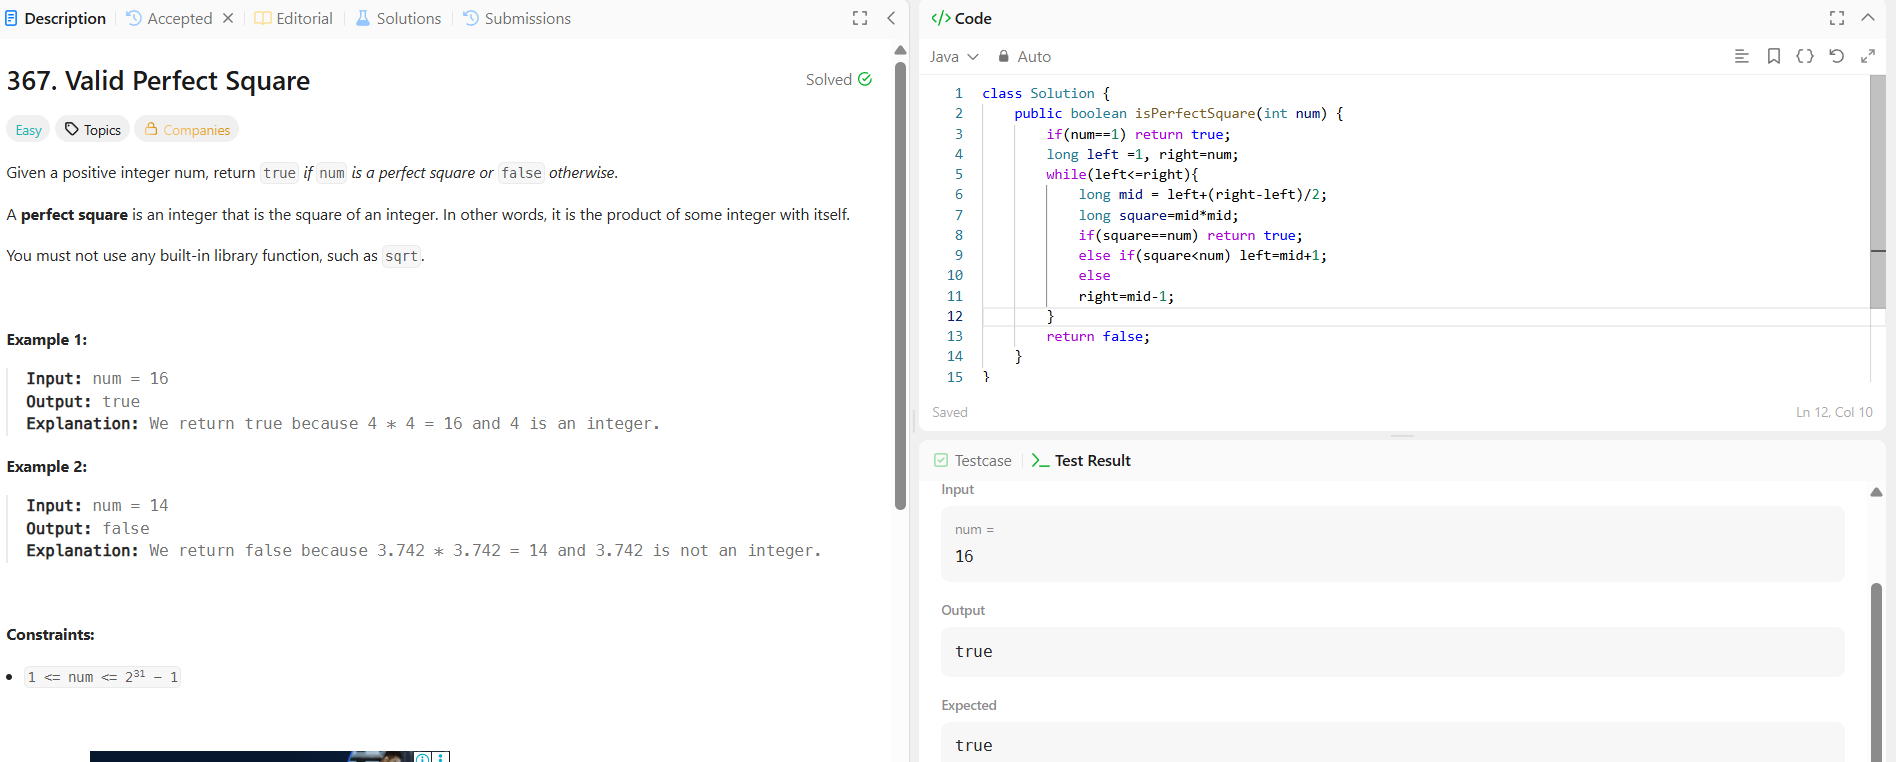 Description
Accepted
Editorial
Solutions
Submissions
367. Valid Perfect Square
Solved
Easy
Topics
Companies
Given a positive integer num, return true if num is a perfect square or false otherwise.
A perfect square is an integer that is the square of an integer. In other words, it is the product of some integer with itself.
You must not use any built-in library function, such as sqrt.
Example 1:
Input: num = 16
Output: true
Explanation: We return true because 4 * 4 = 16 and 4 is an integer.
Example 2:
Input: num = 14
Output: false
Explanation: We return false because 3.742 * 3.742 = 14 and 3.742 is not an integer.
Constraints:
1 <= num <= 2³¹ - 1
</> Code
Java
Auto
1 class Solution {
2 public boolean isPerfectSquare(int num) {
3 if(num==1) return true;
4 long left =1, right=num;
5 while(left<=right){
6 long mid = left+(right-left)/2;
7 long square=mid*mid;
8 if(square==num) return true;
9 else if(square<num) left=mid+1;
10 else
11 right=mid-1;
12 }
13 return false;
14 }
15 }
Saved
Ln 12, Col 10
Testcase
Test Result
Input
num =
16
Output
true
Expected
true